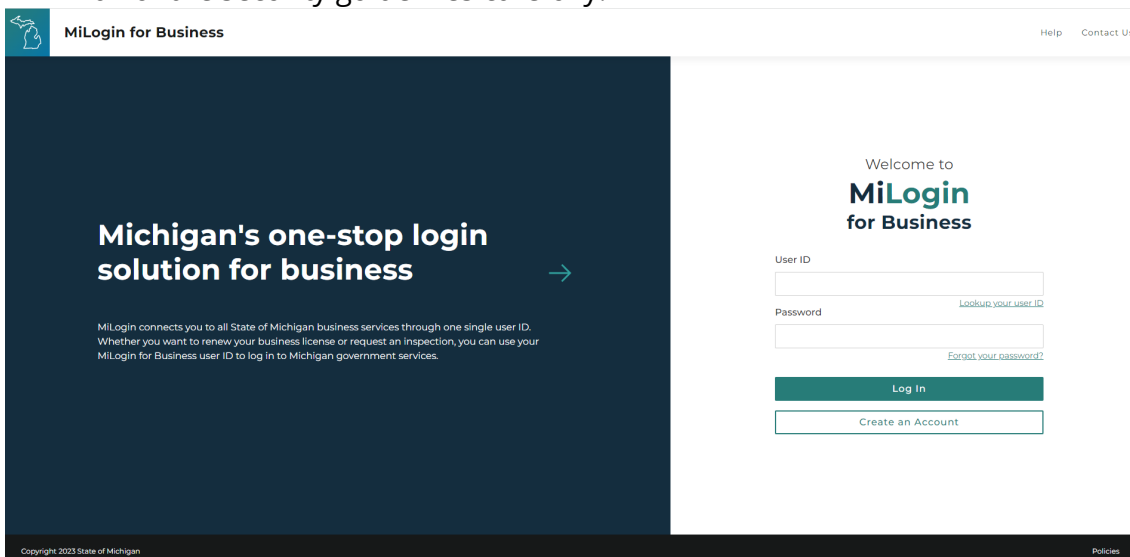 MiLogin for Business
Help Contact Us
Michigan's one-stop login
solution for business
MiLogin connects you to all State of Michigan business services through one single user ID.
Whether you want to renew your business license or request an inspection, you can use your
MiLogin for Business user ID to log in to Michigan government services.
Welcome to
MiLogin
for Business
User ID
Lookup your user ID
Password
Forgot your password?
Log In
Create an Account
Copyright 2023 State of Michigan
Policies